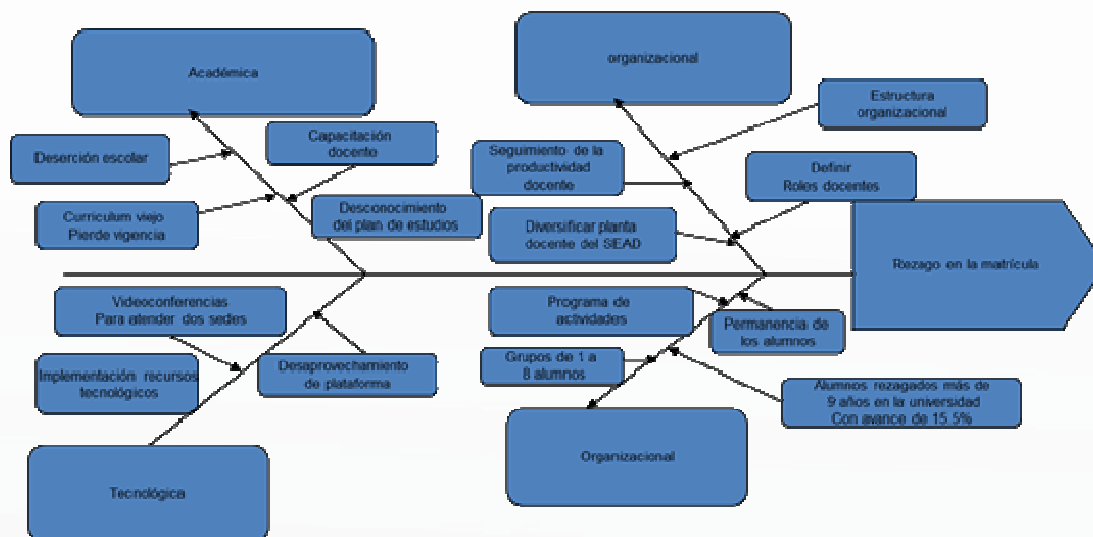 Académica
organizacional
Estructura
organizacional
Deserción escolar
Capacitación
docente
Seguimiento de la
productividad
docente
Definir
Roles docentes
Curriculum viejo
Pierde vigencia
Desconocimiento
del plain de estudios
Diversificar planta
docente del SIEAD
Rezago en la matrícula
Videoconferencias
Para atender dos sedes
Programa de
actividades
Permanencia de
los alumnos
Implementación recursos
tecnológicos
Desaprovechamiento
de plataforma
Grupos de 1 a
8 alumnos
Alumnos rezagados más de
9 años en la universidad
Con avance de 15.5%
Organizacional
Tecnológica